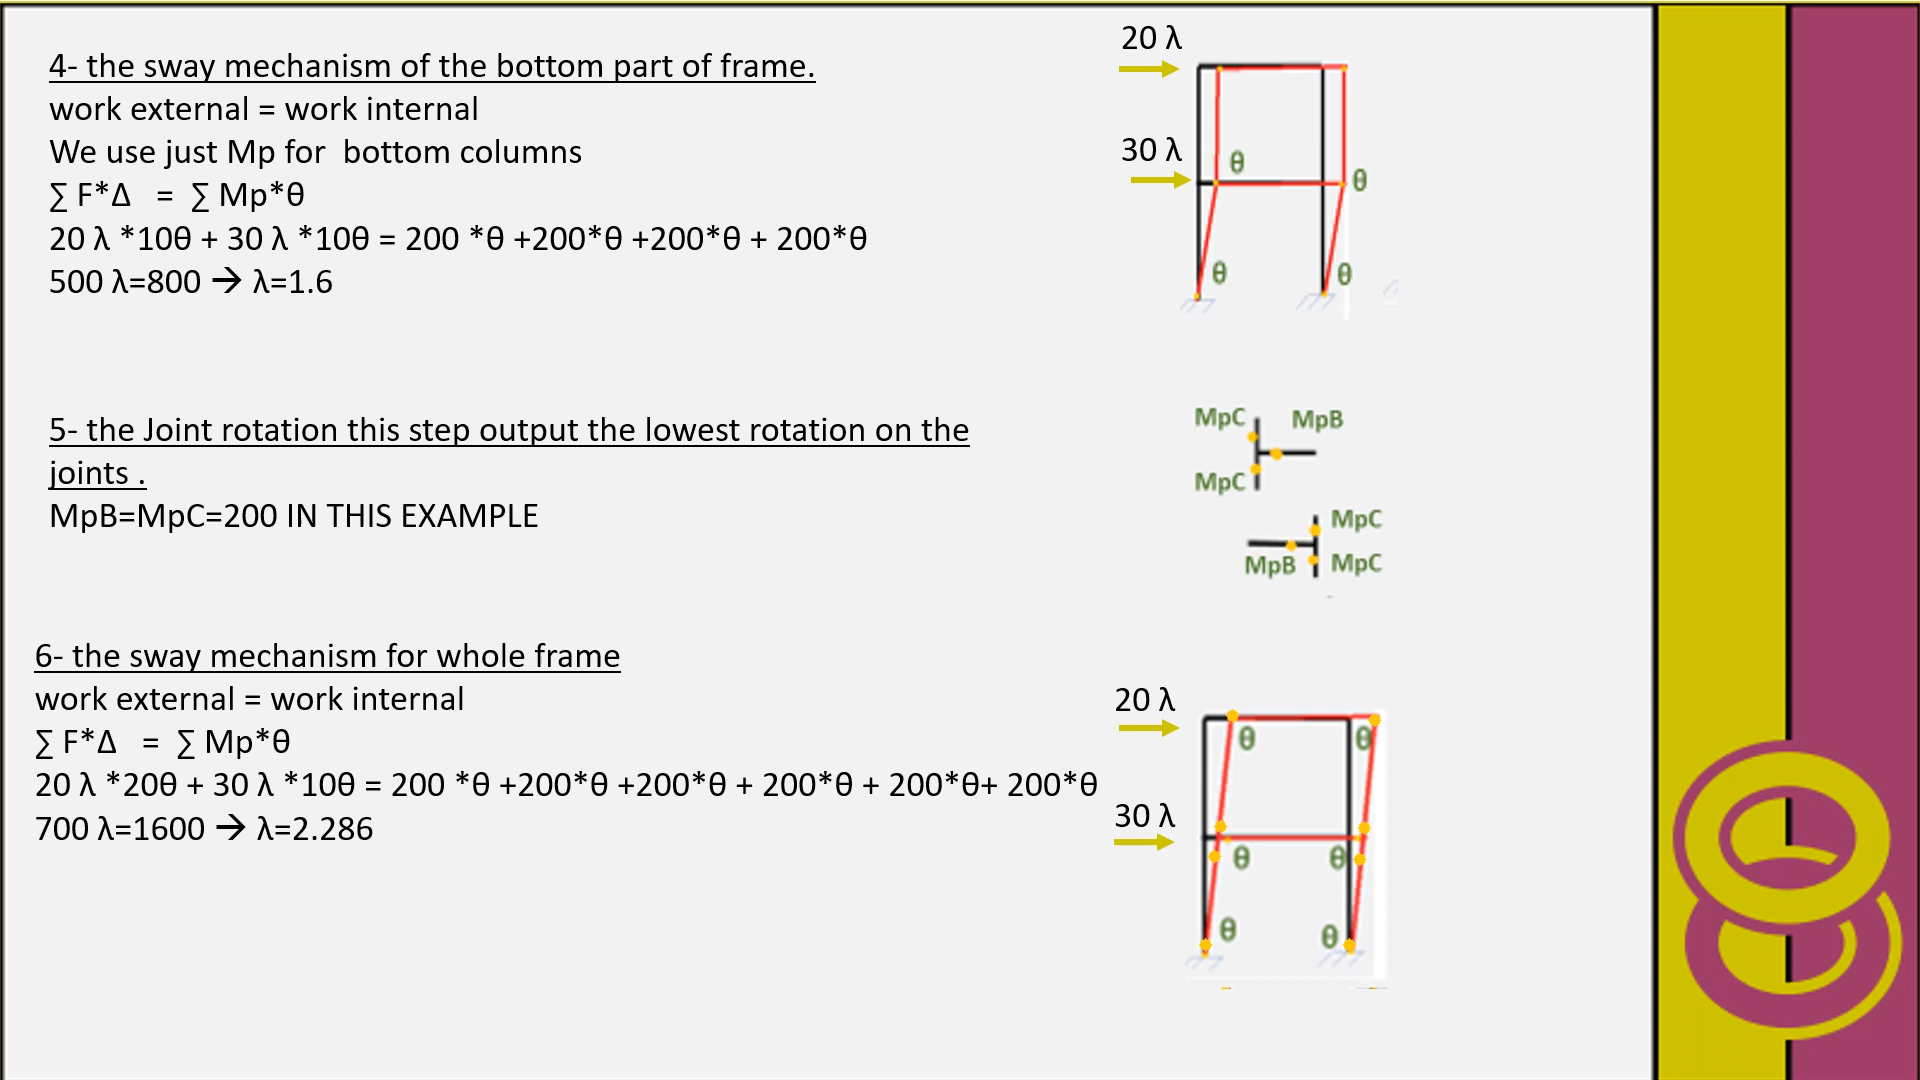 4- the sway mechanism of the bottom part of frame.
work external = work internal
We use just Mp for  bottom columns
∑ F*Δ   =  ∑ Mp*θ
20 λ *10θ + 30 λ *10θ = 200 *θ +200*θ +200*θ + 200*θ
500 λ=800 → λ=1.6
20 λ
30 λ
θ
θ
θ
θ
5- the Joint rotation this step output the lowest rotation on the
joints .
MpB=MpC=200 IN THIS EXAMPLE
MpC MpB
MpC
MpC
MpB MpC
6- the sway mechanism for whole frame
work external = work internal
∑ F*Δ   =  ∑ Mp*θ
20 λ *20θ + 30 λ *10θ = 200 *θ +200*θ +200*θ + 200*θ + 200*θ+ 200*θ
700 λ=1600 → λ=2.286
20 λ
θ θ
30 λ
θ θ
θ θ